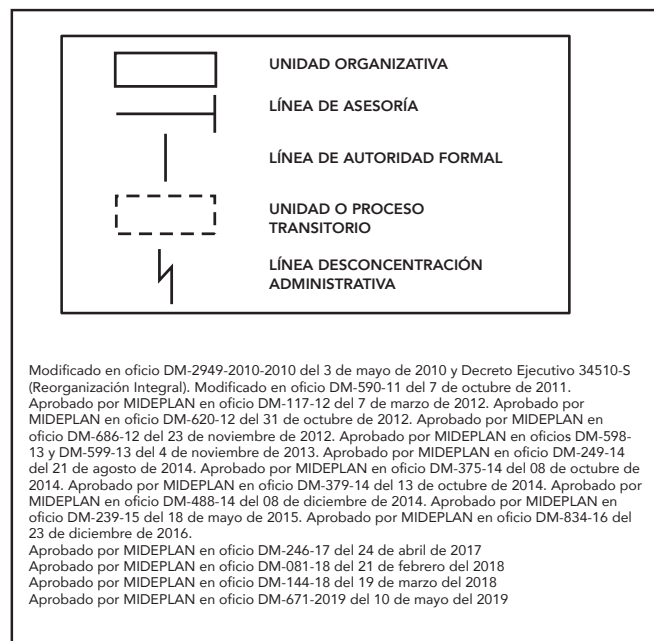 UNIDAD ORGANIZATIVA
LÍNEA DE ASESORÍA
LÍNEA DE AUTORIDAD FORMAL
UNIDAD O PROCESO
TRANSITORIO
LÍNEA DESCONCENTRACIÓN
ADMINISTRATIVA
Modificado en oficio DM-2949-2010-2010 del 3 de mayo de 2010 y Decreto Ejecutivo 34510-S
(Reorganización Integral). Modificado en oficio DM-590-11 del 7 de octubre de 2011.
Aprobado por MIDEPLAN en oficio DM-117-12 del 7 de marzo de 2012. Aprobado por
MIDEPLAN en oficio DM-620-12 del 31 de octubre de 2012. Aprobado por MIDEPLAN en
oficio DM-686-12 del 23 de noviembre de 2012. Aprobado por MIDEPLAN en oficios DM-598-
13 y DM-599-13 del 4 de noviembre de 2013. Aprobado por MIDEPLAN en oficio DM-249-14
del 21 de agosto de 2014. Aprobado por MIDEPLAN en oficio DM-375-14 del 08 de octubre de
2014. Aprobado por MIDEPLAN en oficio DM-379-14 del 13 de octubre de 2014. Aprobado por
MIDEPLAN en oficio DM-488-14 del 08 de diciembre de 2014. Aprobado por MIDEPLAN en
oficio DM-239-15 del 18 de mayo de 2015. Aprobado por MIDEPLAN en oficio DM-834-16 del
23 de diciembre de 2016.
Aprobado por MIDEPLAN en oficio DM-246-17 del 24 de abril de 2017
Aprobado por MIDEPLAN en oficio DM-081-18 del 21 de febrero del 2018
Aprobado por MIDEPLAN en oficio DM-144-18 del 19 de marzo del 2018
Aprobado por MIDEPLAN en oficio DM-671-2019 del 10 de mayo del 2019